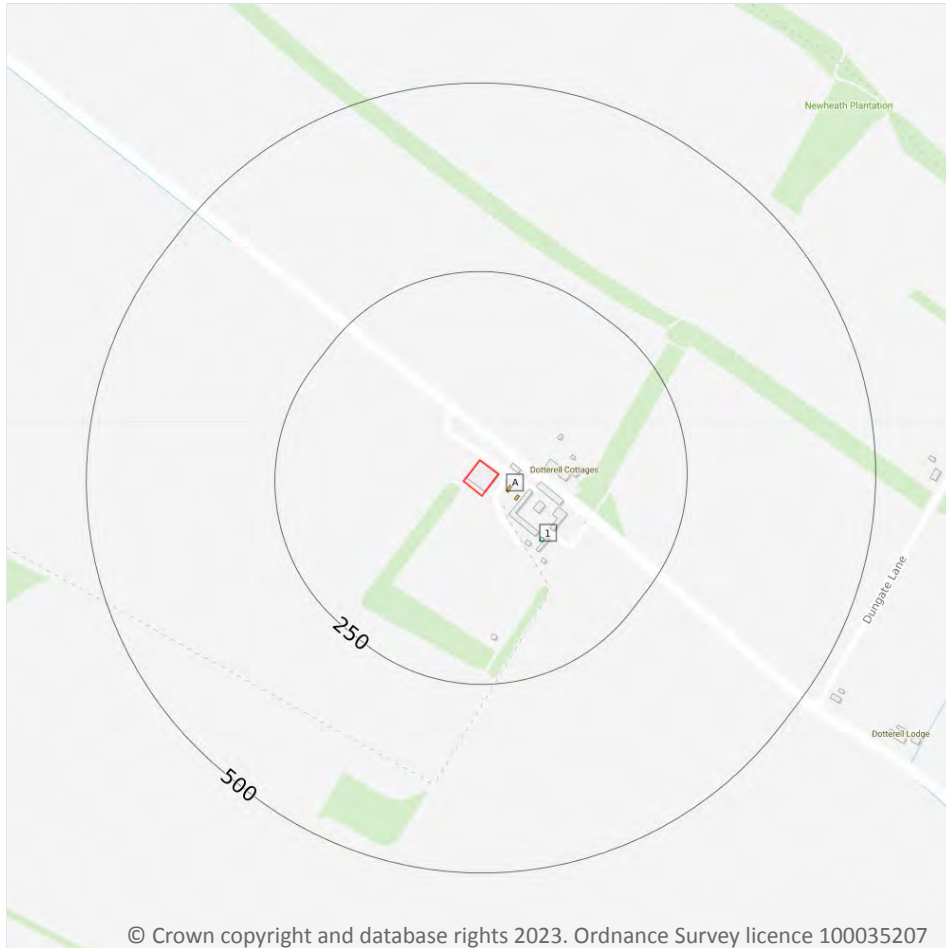 Newheath Plantation
A
Dotterell Cottages
1
Dungate Lane
250
Dotterell Lodge
500
© Crown copyright and database rights 2023. Ordnance Survey licence 100035207